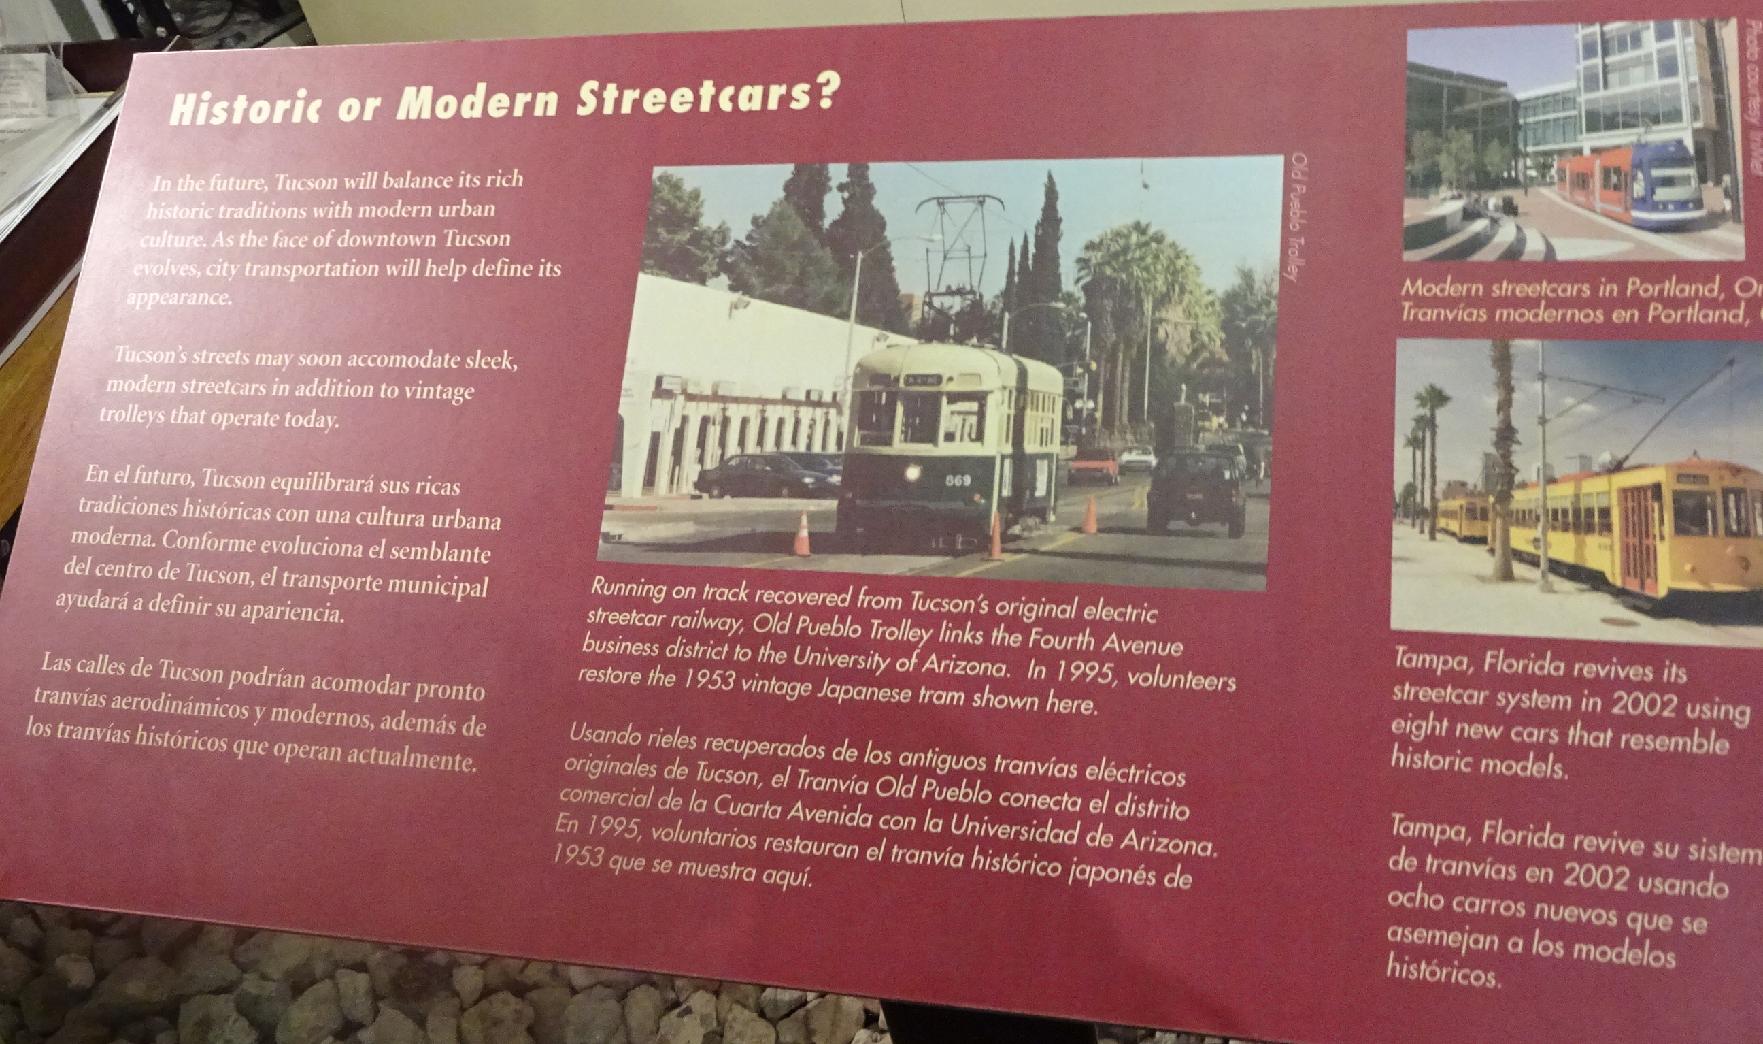 Historic or Modern Streetcars?
In the future, Tucson will balance its rich
historic traditions with modern urban
culture. As the face of downtown Tucson
evolves, city transportation will help define its
appearance.
Tucson's streets may soon accomodate sleek,
modern streetcars in addition to vintage
trolleys that operate today.
En el futuro, Tucson equilibrará sus ricas
tradiciones históricas con una cultura urbana
moderna. Conforme evoluciona el semblante
del centro de Tucson, el transporte municipal
ayudará a definir su apariencia.
Las calles de Tucson podrían acomodar pronto
tranvías aerodinámicos y modernos, además de
los tranvías históricos que operan actualmente.
869
Old Pueblo Trolley
Running on track recovered from Tucson's original electric
streetcar railway, Old Pueblo Trolley links the Fourth Avenue
business district to the University of Arizona. In 1995, volunteers
restore the 1953 vintage Japanese tram shown here.
Usando rieles recuperados de los antiguos tranvías eléctricos
originales de Tucson, el Tranvía Old Pueblo conecta el distrito
comercial de la Cuarta Avenida con la Universidad de Arizona.
En 1995, voluntarios restauran el tranvía histórico japonés de
1953 que se muestra aquí.
Photo courtesy
Modern streetcars in Portland, Or
Tranvías modernos en Portland,
Tampa, Florida revives its
streetcar system in 2002 using
eight new cars that resemble
historic models.
Tampa, Florida revive su sistem
de tranvías en 2002 usando
ocho carros nuevos que se
asemejan a los modelos
históricos.